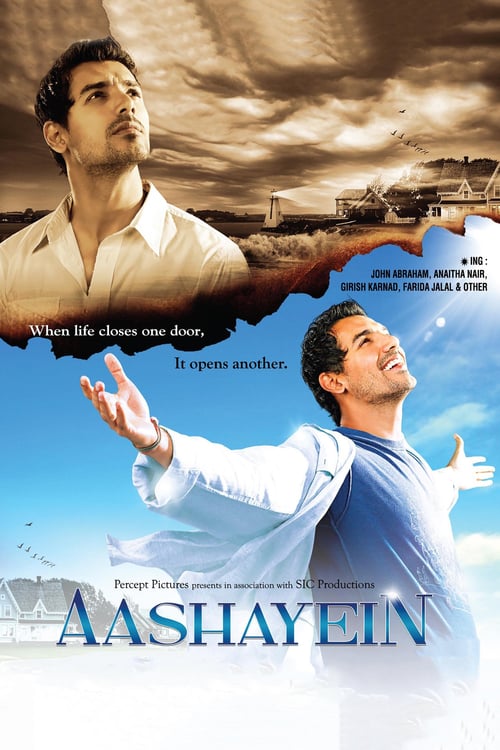 ✷ ING :
JOHN ABRAHAM, ANAITHA NAIR,
GIRISH KARNAD, FARIDA JALAL & OTHER
When life closes one door,
It opens another.
Percept Pictures presents in association with SIC Productions
AASHAYEIN